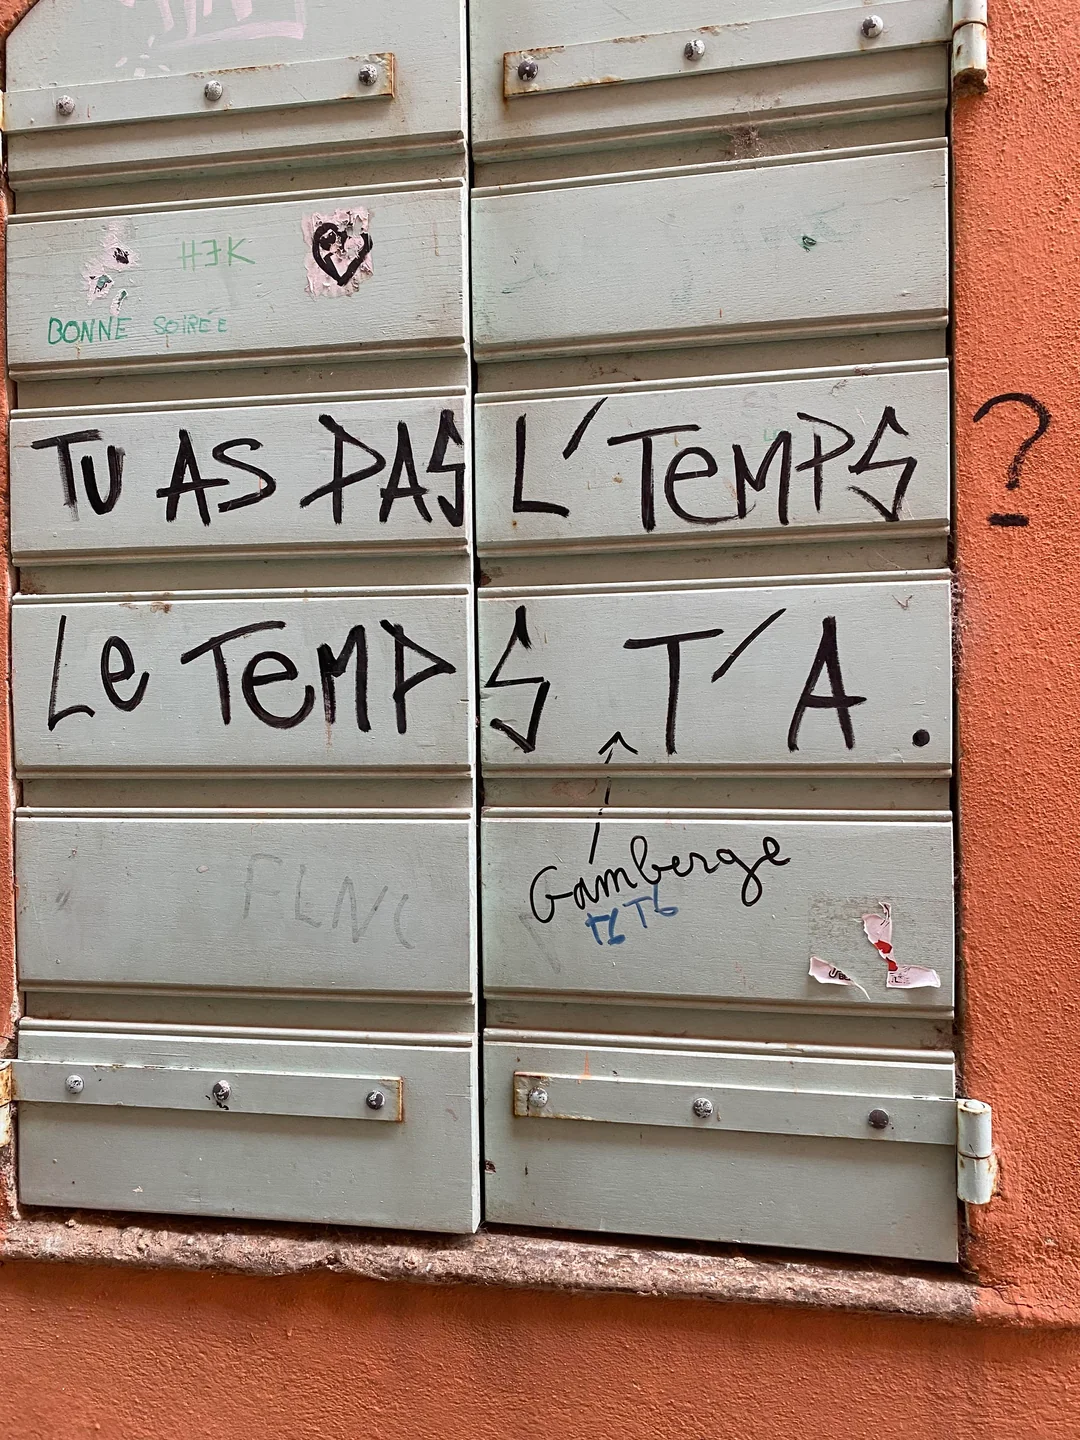 H3K
BONNE SOIRÉE
TU AS PAS L'TEMPS ?
Le TeMPS T'A.
Gamberge
FLNC